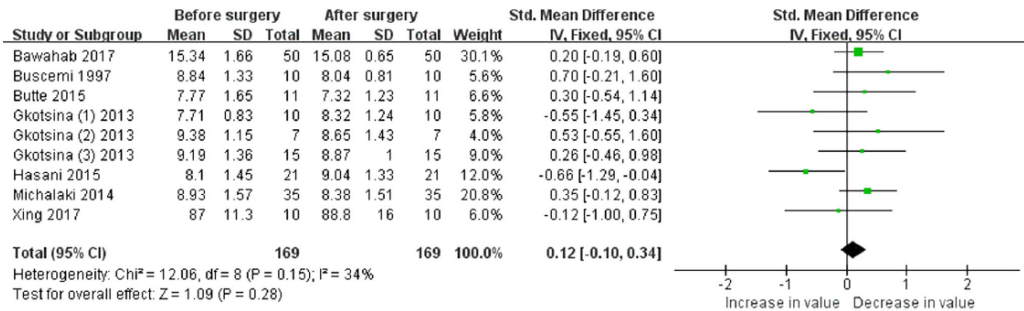 Before surgery After surgery Std. Mean Difference Std. Mean Difference
Study or Subgroup Mean SD Total Mean SD Total Weight IV, Fixed, 95% CI IV, Fixed, 95% CI
Bawahab 2017 15.34 1.66 50 15.08 0.65 50 30.1% 0.20 [-0.19, 0.60]
Buscemi 1997 8.84 1.33 10 8.04 0.81 10 5.6% 0.70 [-0.21, 1.60]
Butte 2015 7.77 1.65 11 7.32 1.23 11 6.6% 0.30 [-0.54, 1.14]
Gkotsina (1) 2013 7.71 0.83 10 8.32 1.24 10 5.8% -0.55 [-1.45, 0.34]
Gkotsina (2) 2013 9.38 1.15 7 8.65 1.43 7 4.0% 0.53 [-0.55, 1.60]
Gkotsina (3) 2013 9.19 1.36 15 8.87 1 15 9.0% 0.26 [-0.46, 0.98]
Hasani 2015 8.1 1.45 21 9.04 1.33 21 12.0% -0.66 [-1.29, -0.04]
Michalaki 2014 8.93 1.57 35 8.38 1.51 35 20.8% 0.35 [-0.12, 0.83]
Xing 2017 87 11.3 10 88.8 16 10 6.0% -0.12 [-1.00, 0.75]
Total (95% CI) 169 169 100.0% 0.12 [-0.10, 0.34]
Heterogeneity: Chi² = 12.06, df = 8 (P = 0.15); I² = 34%
Test for overall effect: Z = 1.09 (P = 0.28)
-2 -1 0 1 2
Increase in value Decrease in value